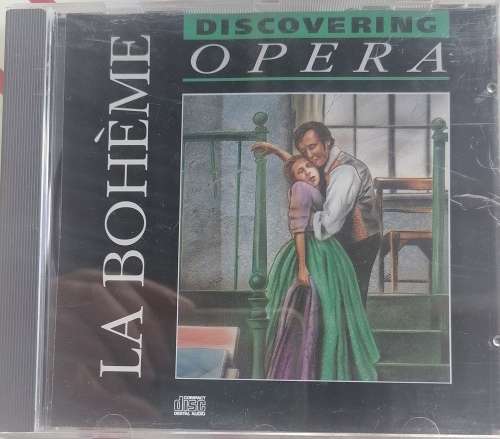 DISCOVERING
OPERA
LA BOHÈME
COMPACT
disc
DIGITAL AUDIO